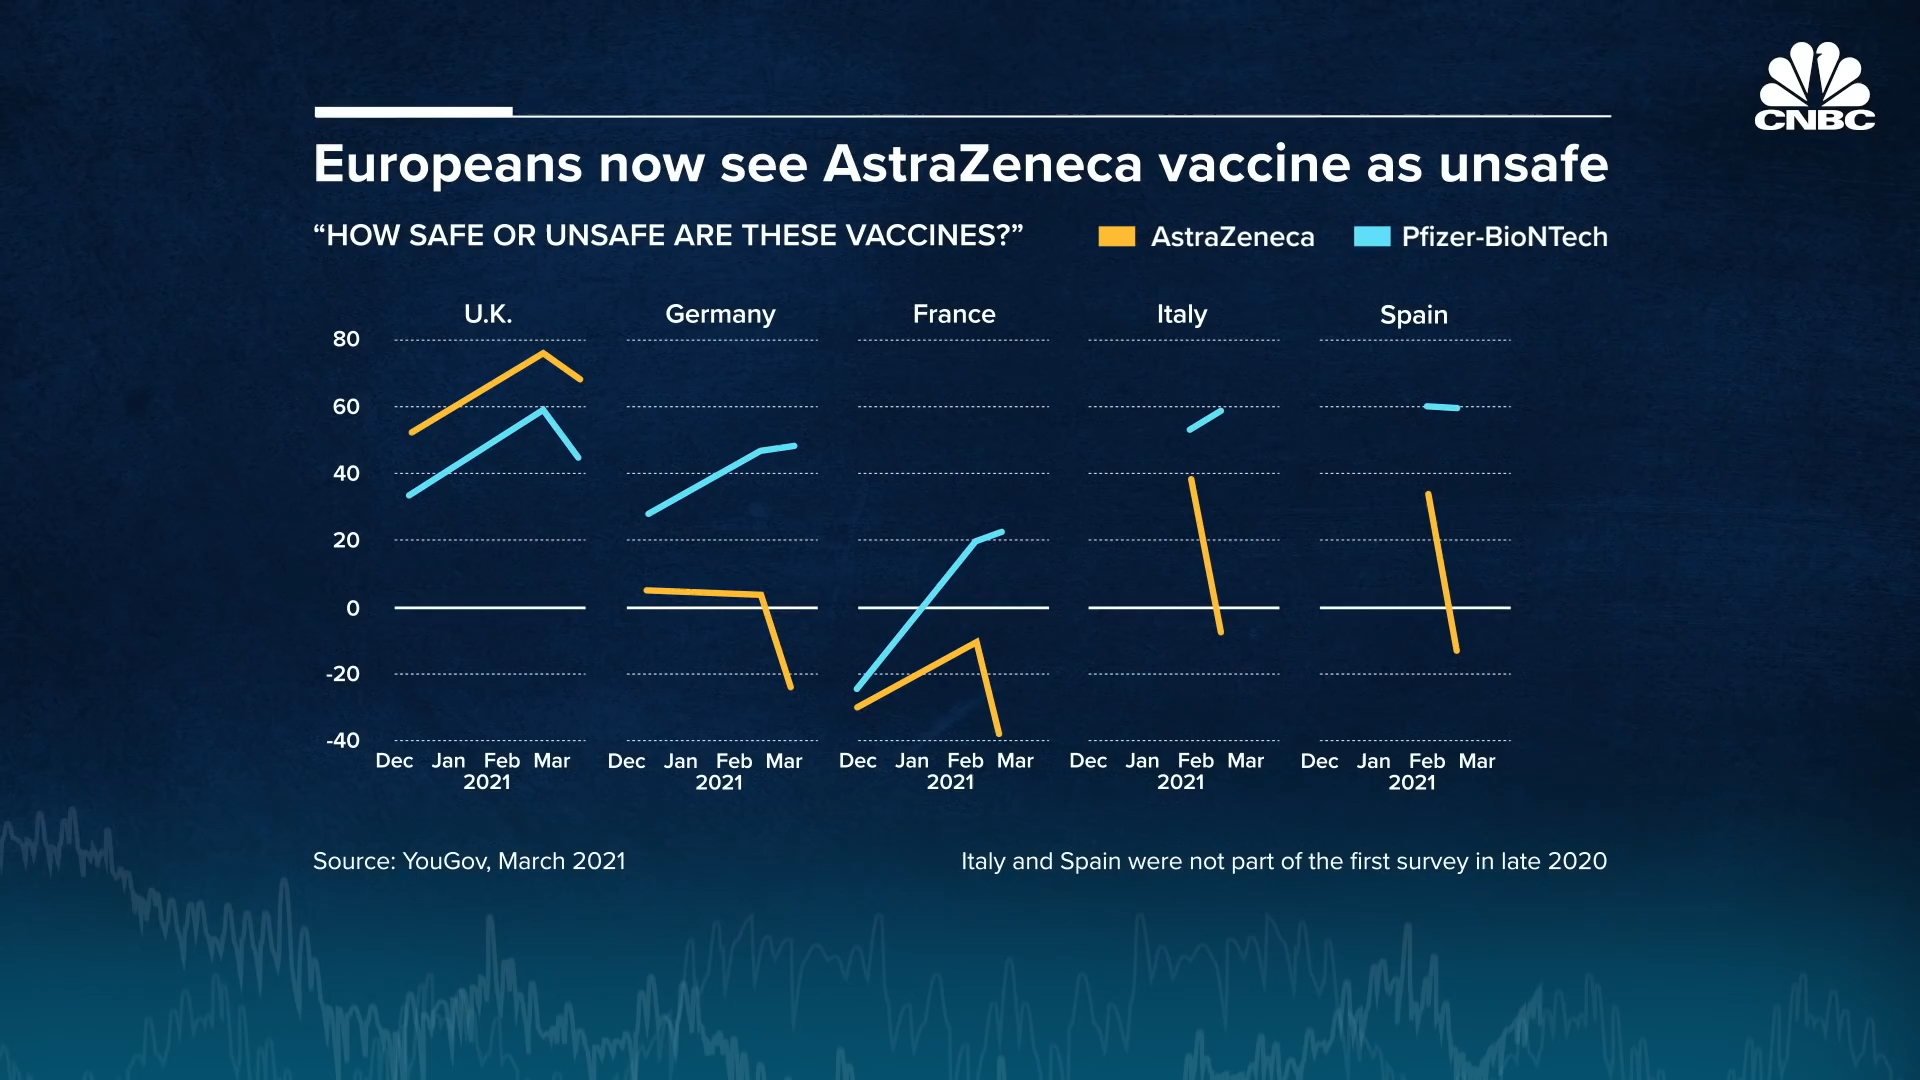 CNBC
Europeans now see AstraZeneca vaccine as unsafe
“HOW SAFE OR UNSAFE ARE THESE VACCINES?” AstraZeneca Pfizer-BioNTech
U.K. Germany France Italy Spain
80
60
40
20
0
-20
-40
Dec Jan Feb Mar Dec Jan Feb Mar Dec Jan Feb Mar Dec Jan Feb Mar Dec Jan Feb Mar
2021 2021 2021 2021 2021
Source: YouGov, March 2021 Italy and Spain were not part of the first survey in late 2020